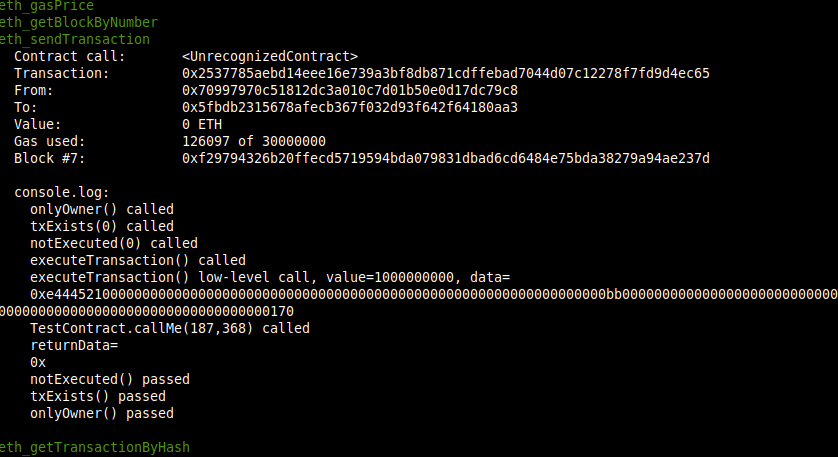 eth_gasPrice
eth_getBlockByNumber
eth_sendTransaction
Contract call: <UnrecognizedContract>
Transaction: 0x2537785aebd14eee16e739a3bf8db871cdffebad7044d07c12278f7fd9d4ec65
From: 0x70997970c51812dc3a010c7d01b50e0d17dc79c8
To: 0x5fbdb2315678afecb367f032d93f642f64180aa3
Value: 0 ETH
Gas used: 126097 of 30000000
Block #7: 0xf29794326b20ffecd5719594bda079831dbad6cd6484e75bda38279a94ae237d
console.log:
onlyOwner() called
txExists(0) called
notExecuted(0) called
executeTransaction() called
executeTransaction() low-level call, value=1000000000, data=
0xe444521000000000000000000000000000000000000000000000000000000000000000bb000000000000000000000000000
0000000000000000000000000000000000170
TestContract.callMe(187,368) called
returnData=
0x
notExecuted() passed
txExists() passed
onlyOwner() passed
eth_getTransactionByHash